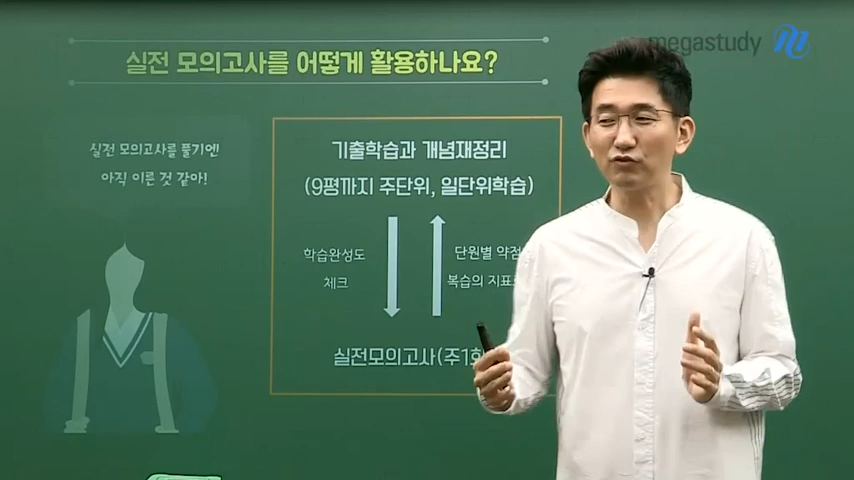 megastudy
실전 모의고사를 어떻게 활용하나요?
실전 모의고사를 풀기엔
아직 이른 것 같아!
기출학습과 개념재정리
(9평까지 주단위, 일단위학습)
학습완성도
체크
단원별 약점
복습의 지표
실전모의고사(주1회